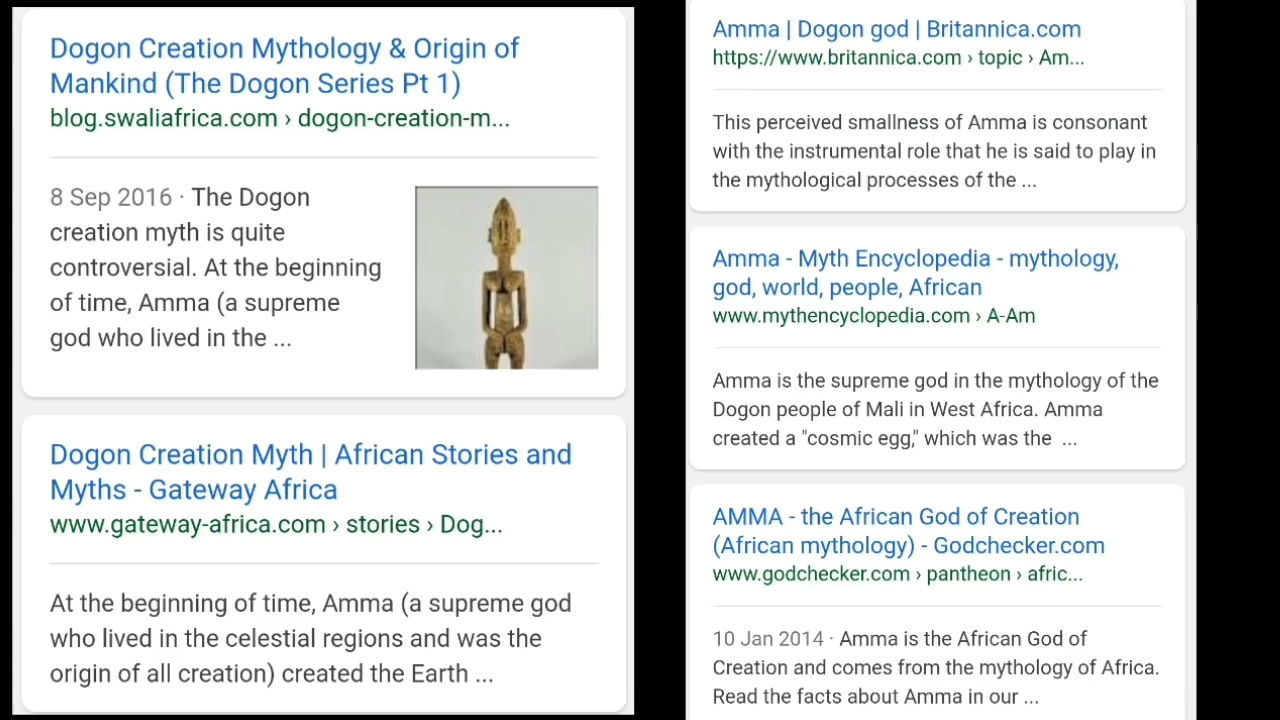 Dogon Creation Mythology & Origin of
Mankind (The Dogon Series Pt 1)
blog.swaliafrica.com › dogon-creation-m...
8 Sep 2016 · The Dogon
creation myth is quite
controversial. At the beginning
of time, Amma (a supreme
god who lived in the ...
Dogon Creation Myth | African Stories and
Myths - Gateway Africa
www.gateway-africa.com › stories › Dog...
At the beginning of time, Amma (a supreme god
who lived in the celestial regions and was the
origin of all creation) created the Earth ...
Amma | Dogon god | Britannica.com
https://www.britannica.com › topic › Am...
This perceived smallness of Amma is consonant
with the instrumental role that he is said to play in
the mythological processes of the ...
Amma - Myth Encyclopedia - mythology,
god, world, people, African
www.mythencyclopedia.com › A-Am
Amma is the supreme god in the mythology of the
Dogon people of Mali in West Africa. Amma
created a "cosmic egg," which was the ...
AMMA - the African God of Creation
(African mythology) - Godchecker.com
www.godchecker.com › pantheon › afric...
10 Jan 2014 · Amma is the African God of
Creation and comes from the mythology of Africa.
Read the facts about Amma in our ...